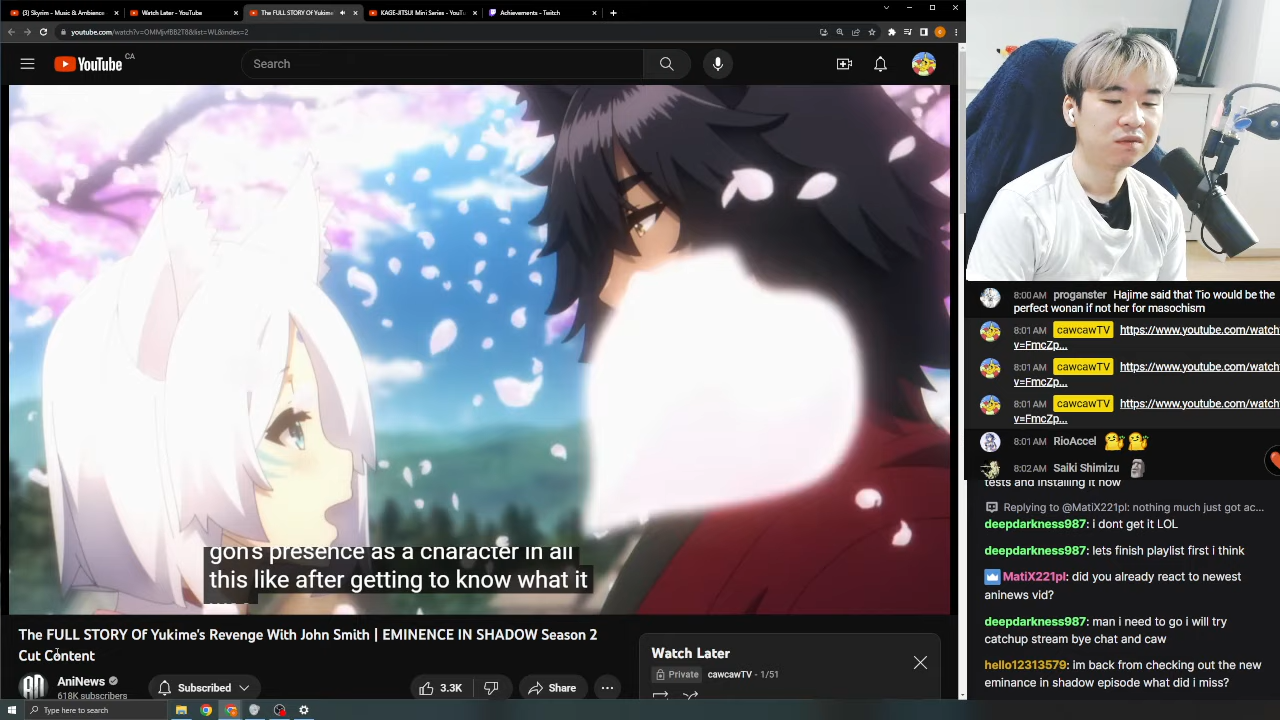 (3) Skyrim - Music & Ambience
Watch Later - YouTube
The FULL STORY Of Yukime
KAGE-JITSU! Mini Series - YouT
Achievements - Twitch
youtube.com/watch?v=OMMjvfBB2T8&list=WL&index=2
YouTube CA
Search
gon's presence as a character in all
this like after getting to know what it
The FULL STORY Of Yukime's Revenge With John Smith | EMINENCE IN SHADOW Season 2
Cut Content
AniNews
618K subscribers
Subscribed
3.3K
Share
Watch Later
Private
cawcawTV - 1/51
Type here to search
8:00 AM proganster Hajime said that Tio would be the
perfect wonan if not her for masochism
8:01 AM cawcawTV https://www.youtube.com/watch
v=FmcZp...
8:01 AM cawcawTV https://www.youtube.com/watch
v=FmcZp...
8:01 AM cawcawTV https://www.youtube.com/watch
v=FmcZp...
8:01 AM RioAccel
8:02 AM Saiki Shimizu
tests and installing it now
Replying to @MatiX221pl: nothing much just got ac...
deepdarkness987: i dont get it LOL
deepdarkness987: lets finish playlist first i think
MatiX221pl: did you already react to newest
aninews vid?
deepdarkness987: man i need to go i will try
catchup stream bye chat and caw
hello12313579: im back from checking out the new
eminance in shadow episode what did i miss?